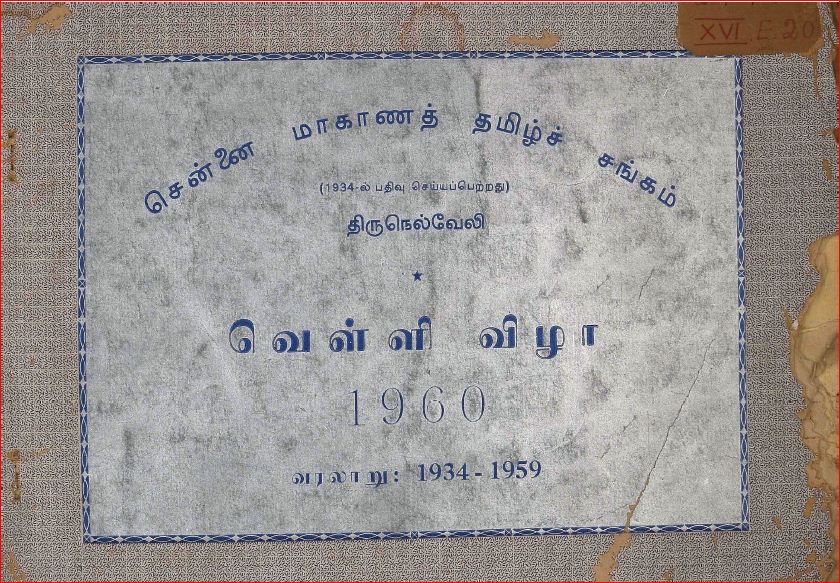 XVI E.20
சென்னை மாகாணத் தமிழ்ச் சங்கம்
(1934-ல் பதிவு செய்யப்பெற்றது)
திருநெல்வேலி
வெள்ளி விழா
1960
வரலாறு: 1934-1959